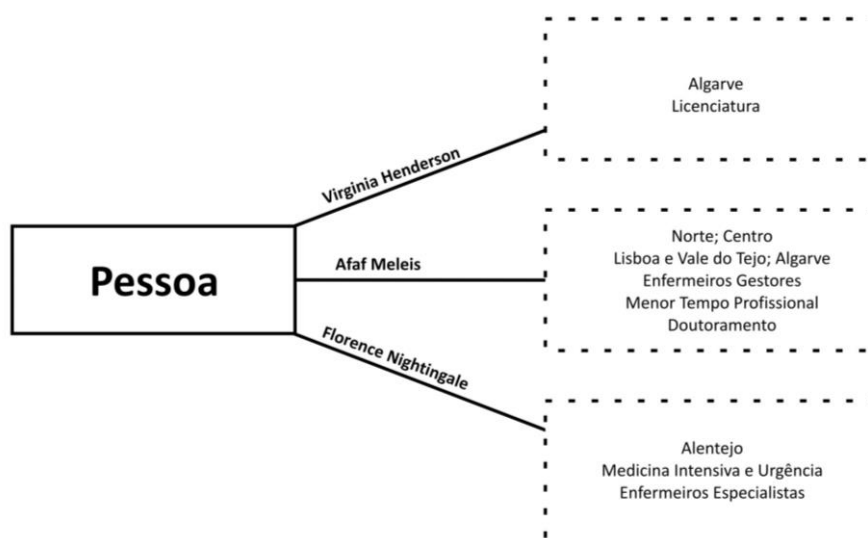 Algarve
Licenciatura
Virginia Henderson
Pessoa
Afaf Meleis
Norte; Centro
Lisboa e Vale do Tejo; Algarve
Enfermeiros Gestores
Menor Tempo Profissional
Doutoramento
Florence Nightingale
Alentejo
Medicina Intensiva e Urgência
Enfermeiros Especialistas